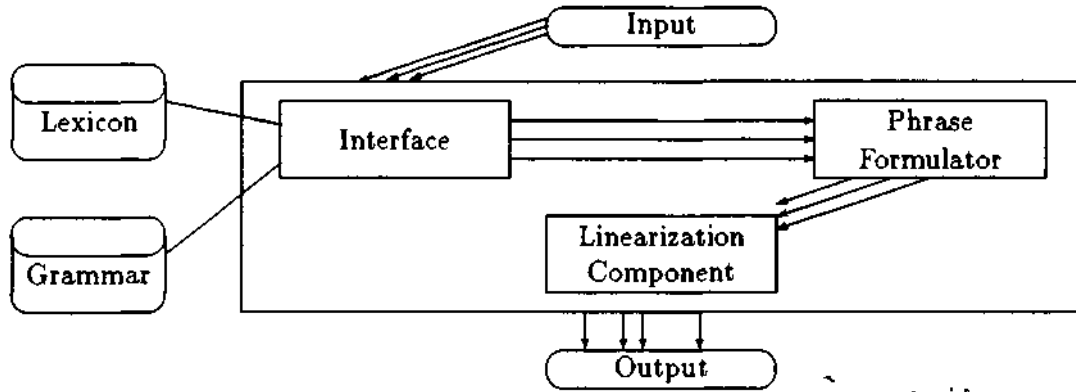 Input
Lexicon
Interface
Phrase
Formulator
Grammar
Linearization
Component
Output